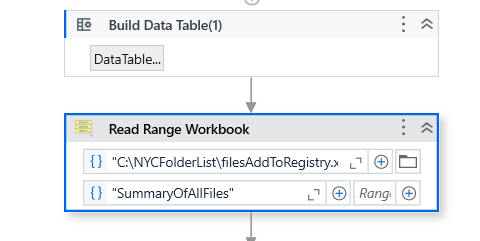 Build Data Table(1)
DataTable...
Read Range Workbook
{} "C:\NYCFolderList\filesAddToRegistry.x
{} "SummaryOfAllFiles" Rang